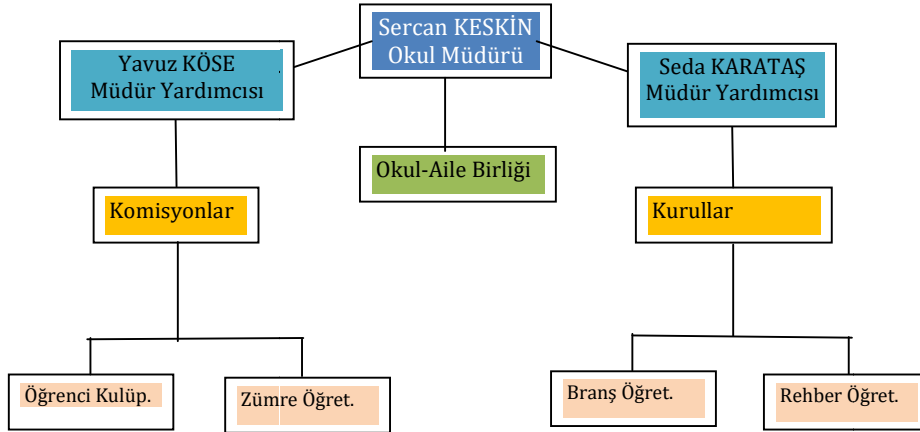 Sercan KESKİN
Okul Müdürü
Yavuz KÖSE
Müdür Yardımcısı
Seda KARATAŞ
Müdür Yardımcısı
Okul-Aile Birliği
Komisyonlar
Kurullar
Öğrenci Kulüp.
Zümre Öğret.
Branş Öğret.
Rehber Öğret.